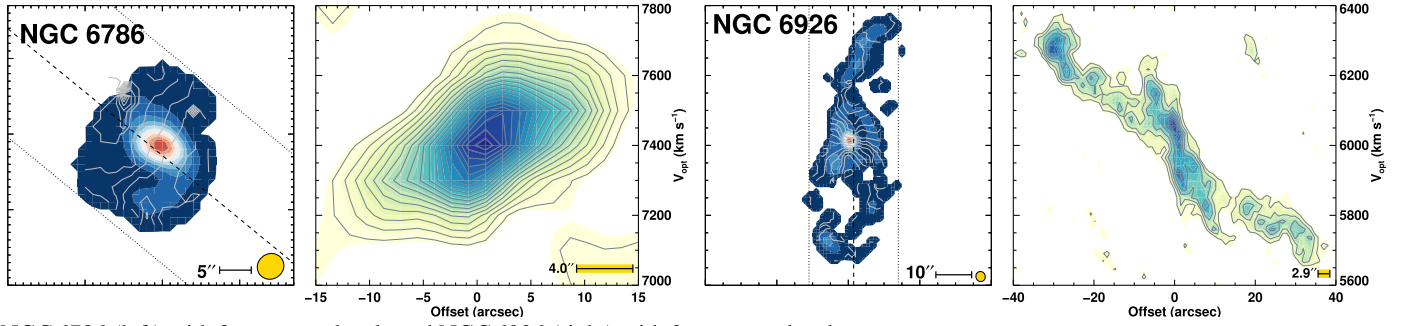 NGC 6786
5″
7800
7600
7400
7200
7000
V_opt (km s⁻¹)
4.0″
−15 −10 −5 0 5 10 15
Offset (arcsec)
NGC 6926
10″
6400
6200
6000
5800
5600
V_opt (km s⁻¹)
2.9″
−40 −20 0 20 40
Offset (arcsec)